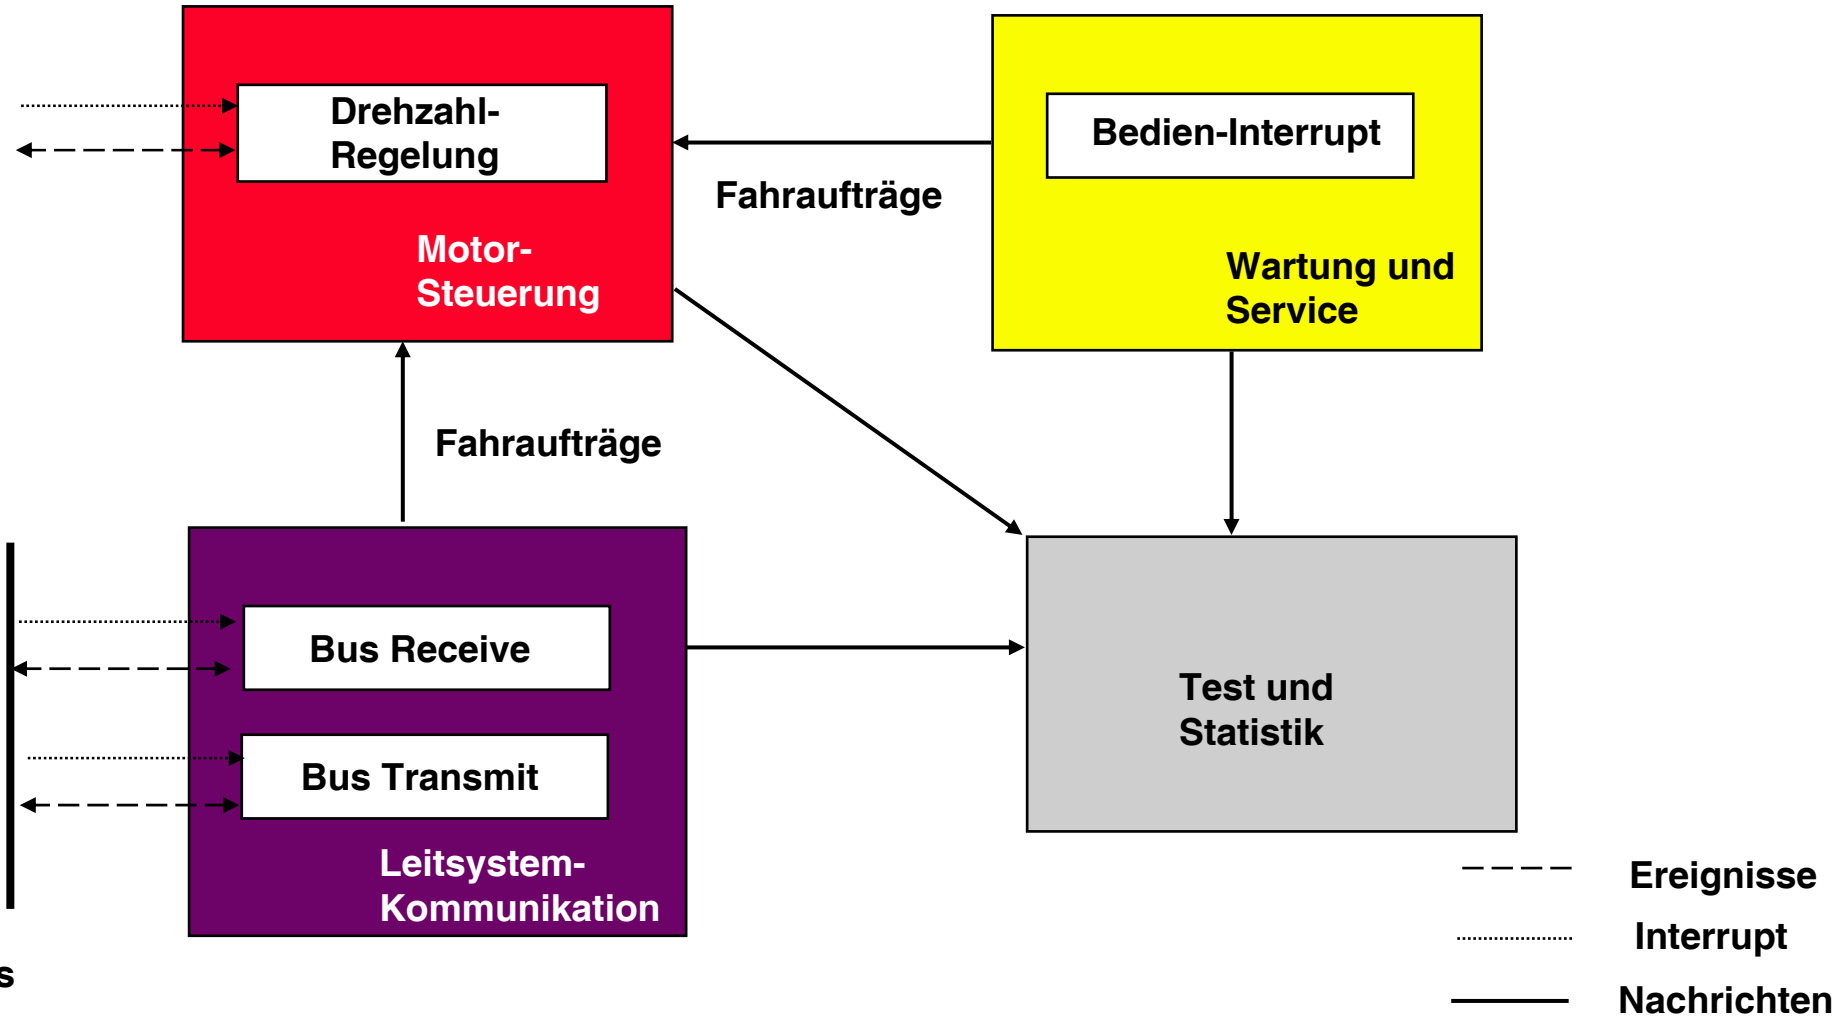 Drehzahl-
Regelung
Motor-
Steuerung
Fahraufträge
Bedien-Interrupt
Wartung und
Service
Fahraufträge
Bus Receive
Bus Transmit
Leitsystem-
Kommunikation
Test und
Statistik
Ereignisse
Interrupt
Nachrichten
s